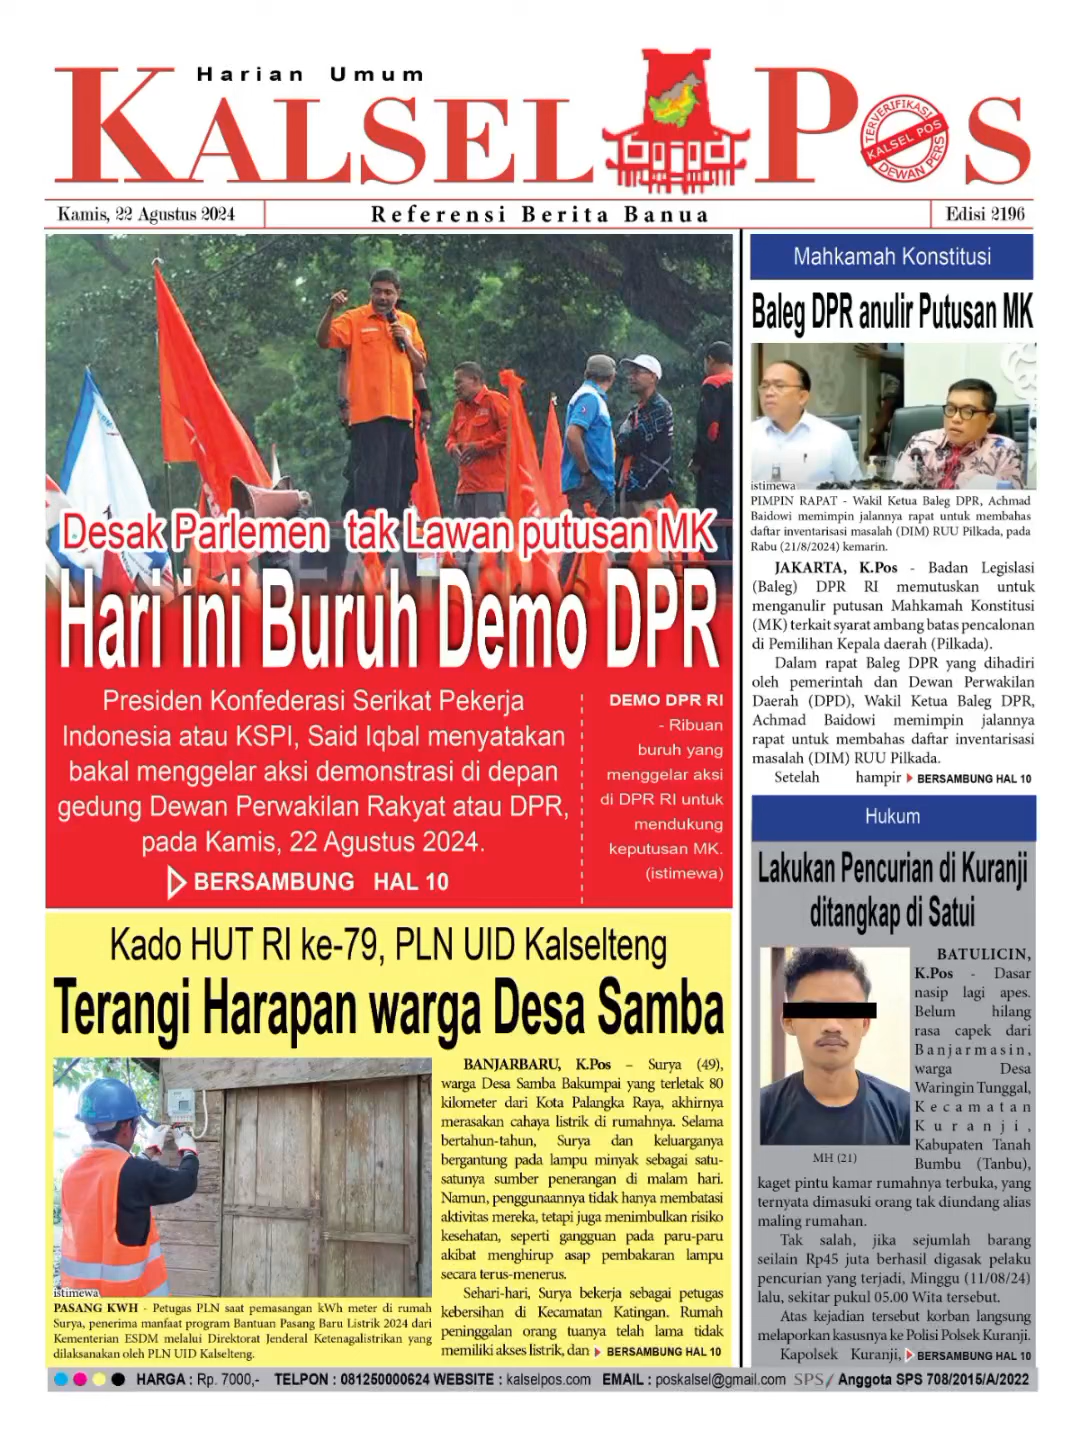 Harian Umum
KALSEL POS
TERVERIFIKASI
KALSEL POS
DEWAN PERS
Kamis, 22 Agustus 2024
Referensi Berita Banua
Edisi 2196
Desak Parlemen tak Lawan putusan MK
Hari ini Buruh Demo DPR
Presiden Konfederasi Serikat Pekerja
Indonesia atau KSPI, Said Iqbal menyatakan
bakal menggelar aksi demonstrasi di depan
gedung Dewan Perwakilan Rakyat atau DPR,
pada Kamis, 22 Agustus 2024.
BERSAMBUNG HAL 10
DEMO DPR RI
- Ribuan
buruh yang
menggelar aksi
di DPR RI untuk
mendukung
keputusan MK.
(istimewa)
Mahkamah Konstitusi
Baleg DPR anulir Putusan MK
istimewa
PIMPIN RAPAT - Wakil Ketua Baleg DPR, Achmad
Baidowi memimpin jalannya rapat untuk membahas
daftar inventarisasi masalah (DIM) RUU Pilkada, pada
Rabu (21/8/2024) kemarin.
JAKARTA, K.Pos - Badan Legislasi
(Baleg) DPR RI memutuskan untuk
menganulir putusan Mahkamah Konstitusi
(MK) terkait syarat ambang batas pencalonan
di Pemilihan Kepala daerah (Pilkada).
Dalam rapat Baleg DPR yang dihadiri
oleh pemerintah dan Dewan Perwakilan
Daerah (DPD), Wakil Ketua Baleg DPR,
Achmad Baidowi memimpin jalannya
rapat untuk membahas daftar inventarisasi
masalah (DIM) RUU Pilkada.
Setelah hampir BERSAMBUNG HAL 10
Kado HUT RI ke-79, PLN UID Kalselteng
Terangi Harapan warga Desa Samba
istimewa
PASANG KWH - Petugas PLN saat pemasangan kWh meter di rumah
Surya, penerima manfaat program Bantuan Pasang Baru Listrik 2024 dari
Kementerian ESDM melalui Direktorat Jenderal Ketenagalistrikan yang
dilaksanakan oleh PLN UID Kalselteng.
BANJARBARU, K.Pos – Surya (49),
warga Desa Samba Bakumpai yang terletak 80
kilometer dari Kota Palangka Raya, akhirnya
merasakan cahaya listrik di rumahnya. Selama
bertahun-tahun, Surya dan keluarganya
bergantung pada lampu minyak sebagai satu-
satunya sumber penerangan di malam hari.
Namun, penggunaannya tidak hanya membatasi
aktivitas mereka, tetapi juga menimbulkan risiko
kesehatan, seperti gangguan pada paru-paru
akibat menghirup asap pembakaran lampu
secara terus-menerus.
Sehari-hari, Surya bekerja sebagai petugas
kebersihan di Kecamatan Katingan. Rumah
peninggalan orang tuanya telah lama tidak
memiliki akses listrik, dan BERSAMBUNG HAL 10
Hukum
Lakukan Pencurian di Kuranji
ditangkap di Satui
MH (21)
BATULICIN,
K.Pos - Dasar
nasip lagi apes.
Belum hilang
rasa capek dari
Banjarmasin,
warga Desa
Waringin Tunggal,
Kecamatan
Kuranji,
Kabupaten Tanah
Bumbu (Tanbu),
kaget pintu kamar rumahnya terbuka, yang
ternyata dimasuki orang tak diundang alias
maling rumahan.
Tak salah, jika sejumlah barang
seilain Rp45 juta berhasil digasak pelaku
pencurian yang terjadi, Minggu (11/08/24)
lalu, sekitar pukul 05.00 Wita tersebut.
Atas kejadian tersebut korban langsung
melaporkan kasusnya ke Polisi Polsek Kuranji.
Kapolsek Kuranji, BERSAMBUNG HAL 10
HARGA : Rp. 7000,- TELPON : 081250000624 WEBSITE : kalselpos.com EMAIL : poskalsel@gmail.com SPS Anggota SPS 708/2015/A/2022